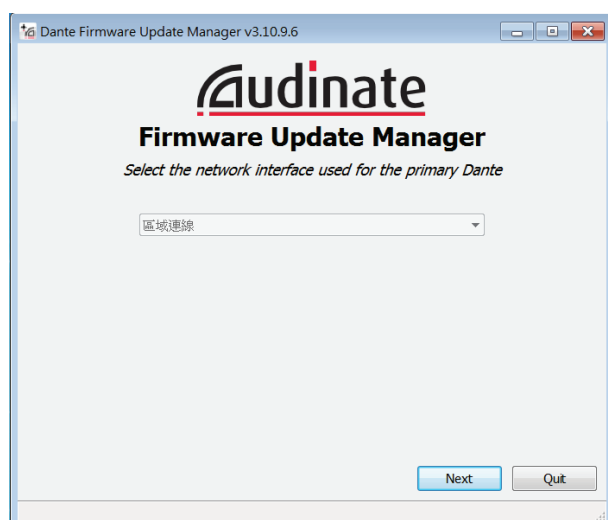 Dante Firmware Update Manager v3.10.9.6
Audinate
Firmware Update Manager
Select the network interface used for the primary Dante
區域連線
Next
Quit